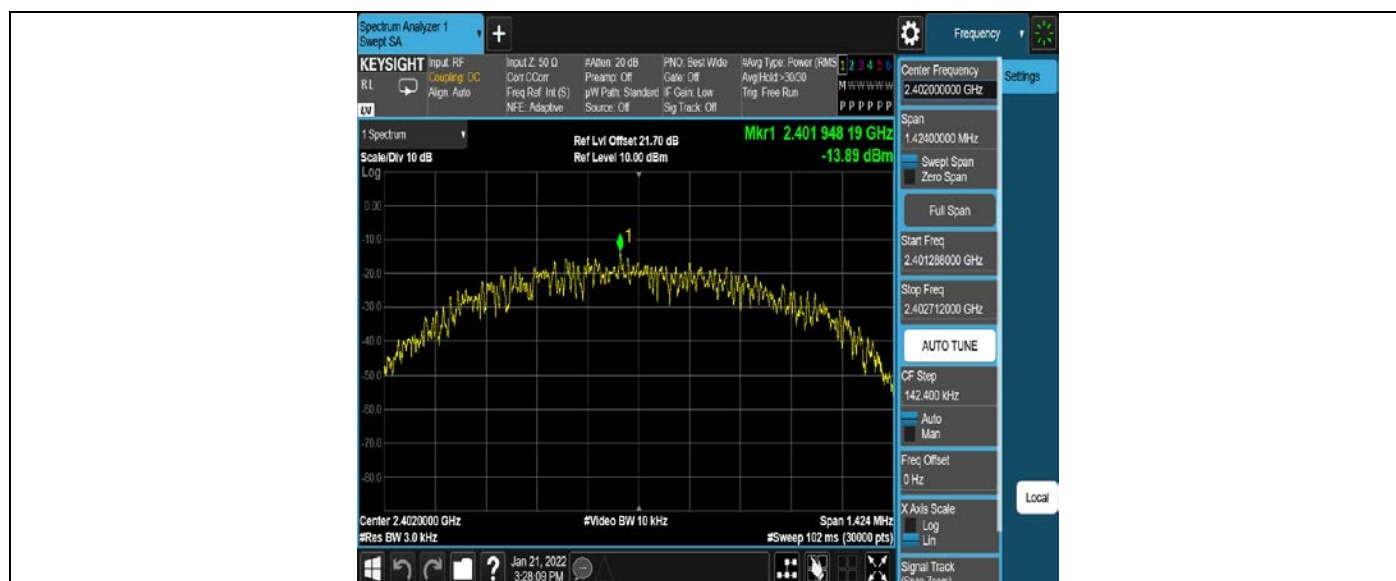 Spectrum Analyzer 1
Swept SA
+
Frequency
KEYSIGHT
RL
LXI
Input: RF
Coupling: DC
Align: Auto
Input Z: 50 Ω
Corr CCorr
Freq Ref: Int (S)
NFE: Adaptive
#Atten: 20 dB
Preamp: Off
µW Path: Standard
Source: Off
PNO: Best Wide
Gate: Off
IF Gain: Low
Sig Track: Off
#Avg Type: Power (RMS
Avg|Hold:>30/30
Trig: Free Run
1 2 3 4 5 6
M W W W W W
P P P P P P
1 Spectrum
Scale/Div 10 dB
Log
Ref Lvl Offset 21.70 dB
Ref Level 10.00 dBm
Mkr1 2.401 948 19 GHz
-13.89 dBm
0.00
-10.0
-20.0
-30.0
-40.0
-50.0
-60.0
-70.0
-80.0
1
Center 2.4020000 GHz
#Res BW 3.0 kHz
#Video BW 10 kHz
Span 1.424 MHz
#Sweep 102 ms (30000 pts)
?
Jan 21, 2022
3:28:09 PM
Center Frequency
2.402000000 GHz
Span
1.42400000 MHz
Swept Span
Zero Span
Full Span
Start Freq
2.401288000 GHz
Stop Freq
2.402712000 GHz
AUTO TUNE
CF Step
142.400 kHz
Auto
Man
Freq Offset
0 Hz
X Axis Scale
Log
Lin
Signal Track
(Span Zoom)
Settings
Local